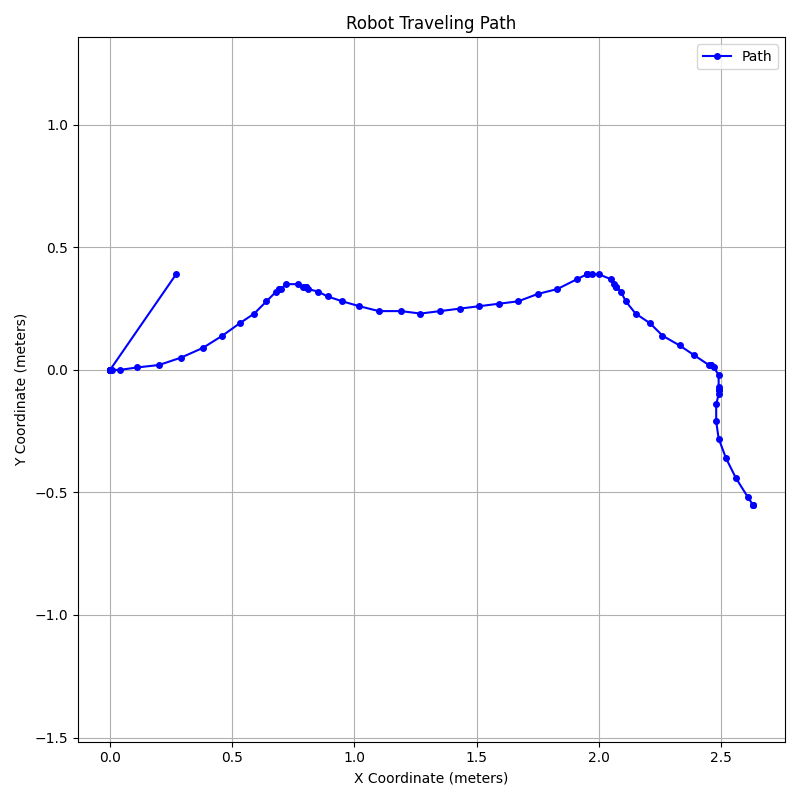 Robot Traveling Path
Path
1.0
0.5
0.0
−0.5
−1.0
−1.5
Y Coordinate (meters)
0.0 0.5 1.0 1.5 2.0 2.5
X Coordinate (meters)